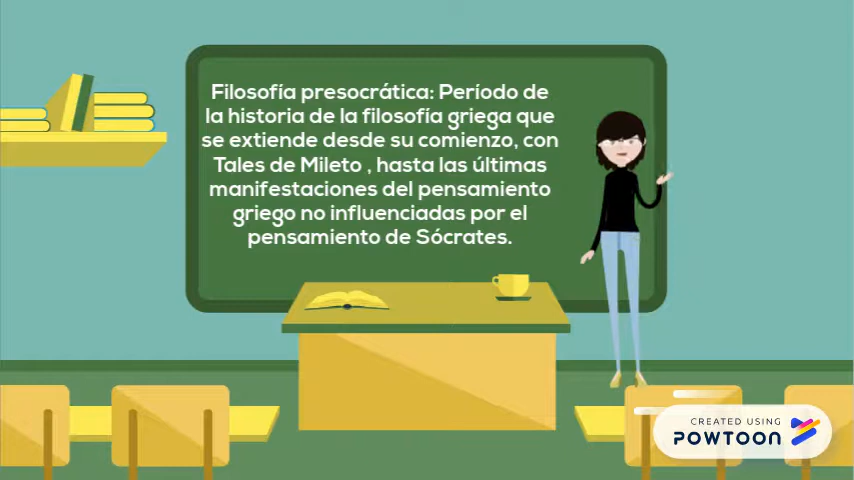 Filosofía presocrática: Período de
la historia de la filosofía griega que
se extiende desde su comienzo, con
Tales de Mileto , hasta las últimas
manifestaciones del pensamiento
griego no influenciadas por el
pensamiento de Sócrates.
CREATED USING
POWTOON